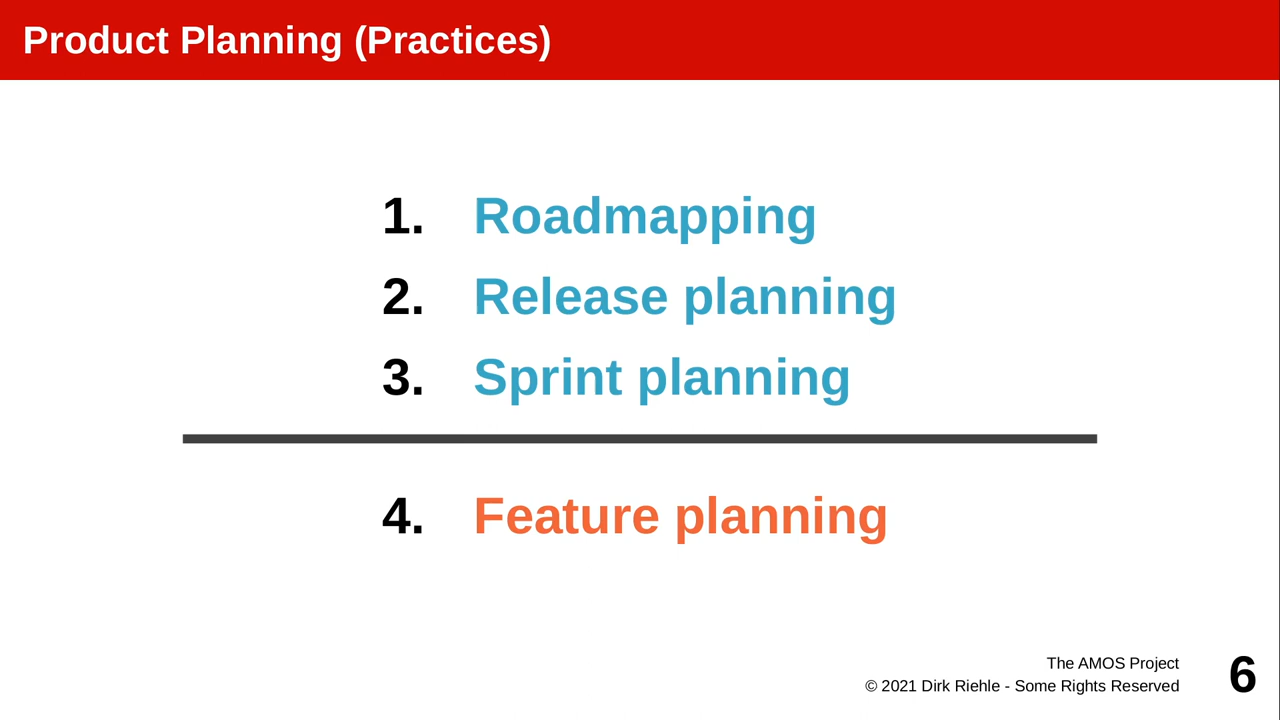 Product Planning (Practices)
1. Roadmapping
2. Release planning
3. Sprint planning
4. Feature planning
The AMOS Project
© 2021 Dirk Riehle - Some Rights Reserved
6